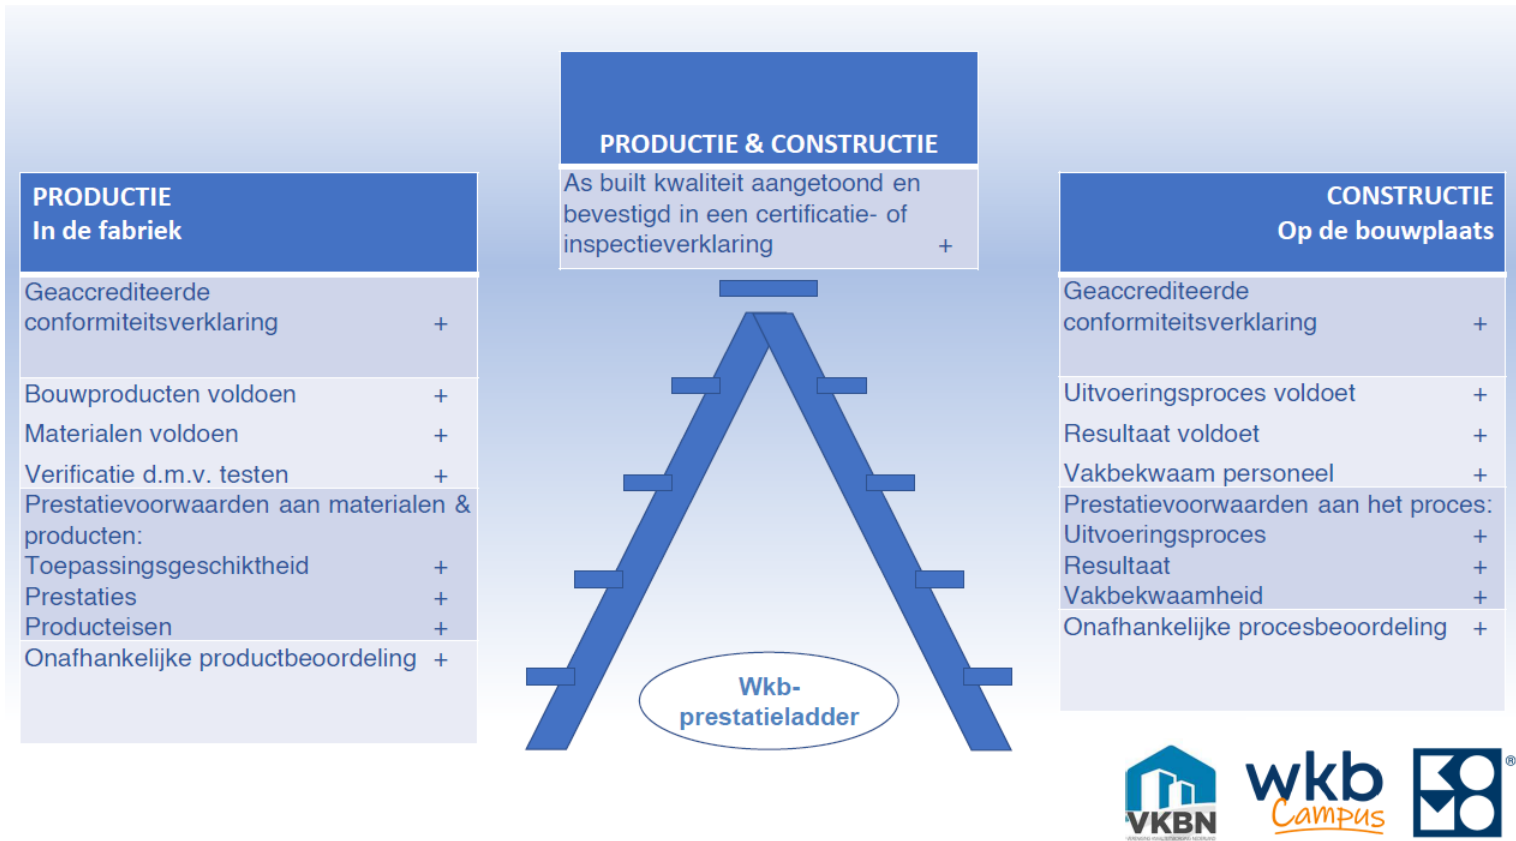 PRODUCTIE & CONSTRUCTIE
As built kwaliteit aangetoond en
bevestigd in een certificatie- of
inspectieverklaring +
PRODUCTIE
In de fabriek
Geaccrediteerde
conformiteitsverklaring +
Bouwproducten voldoen +
Materialen voldoen +
Verificatie d.m.v. testen +
Prestatievoorwaarden aan materialen &
producten:
Toepassingsgeschiktheid +
Prestaties +
Producteisen +
Onafhankelijke productbeoordeling +
Wkb-
prestatieladder
CONSTRUCTIE
Op de bouwplaats
Geaccrediteerde
conformiteitsverklaring +
Uitvoeringsproces voldoet +
Resultaat voldoet +
Vakbekwaam personeel +
Prestatievoorwaarden aan het proces:
Uitvoeringsproces +
Resultaat +
Vakbekwaamheid +
Onafhankelijke procesbeoordeling +
VKBN
wkb
Campus
KOMO®